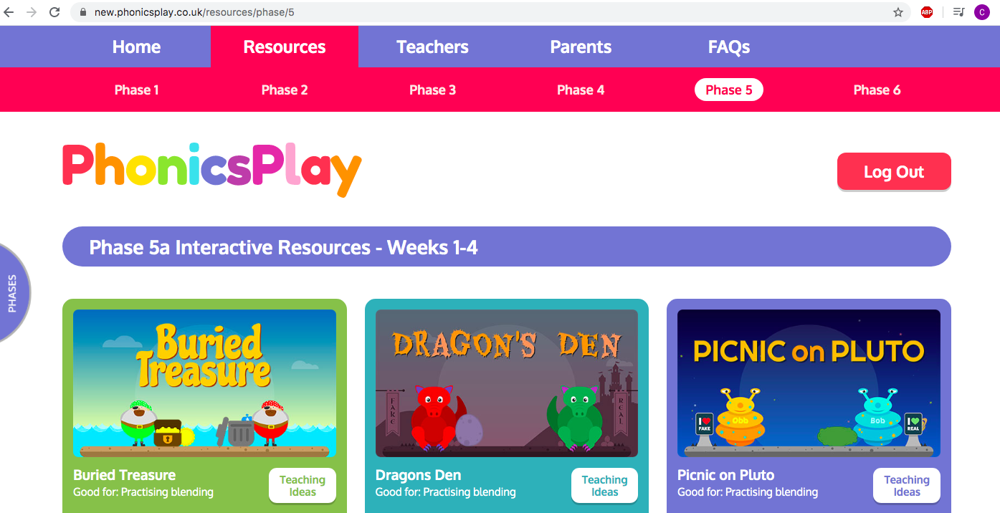 new.phonicsplay.co.uk/resources/phase/5
ABP
C
Home Resources Teachers Parents FAQs
Phase 1 Phase 2 Phase 3 Phase 4 Phase 5 Phase 6
PhonicsPlay
Log Out
Phase 5a Interactive Resources - Weeks 1-4
PHASES
Buried
Treasure
Buried Treasure
Good for: Practising blending
Teaching
Ideas
DRAGON'S DEN
FAKE
REAL
Dragons Den
Good for: Practising blending
Teaching
Ideas
PICNIC on PLUTO
I
FAKE
Obb
Bob
I
REAL
Picnic on Pluto
Good for: Practising blending
Teaching
Ideas